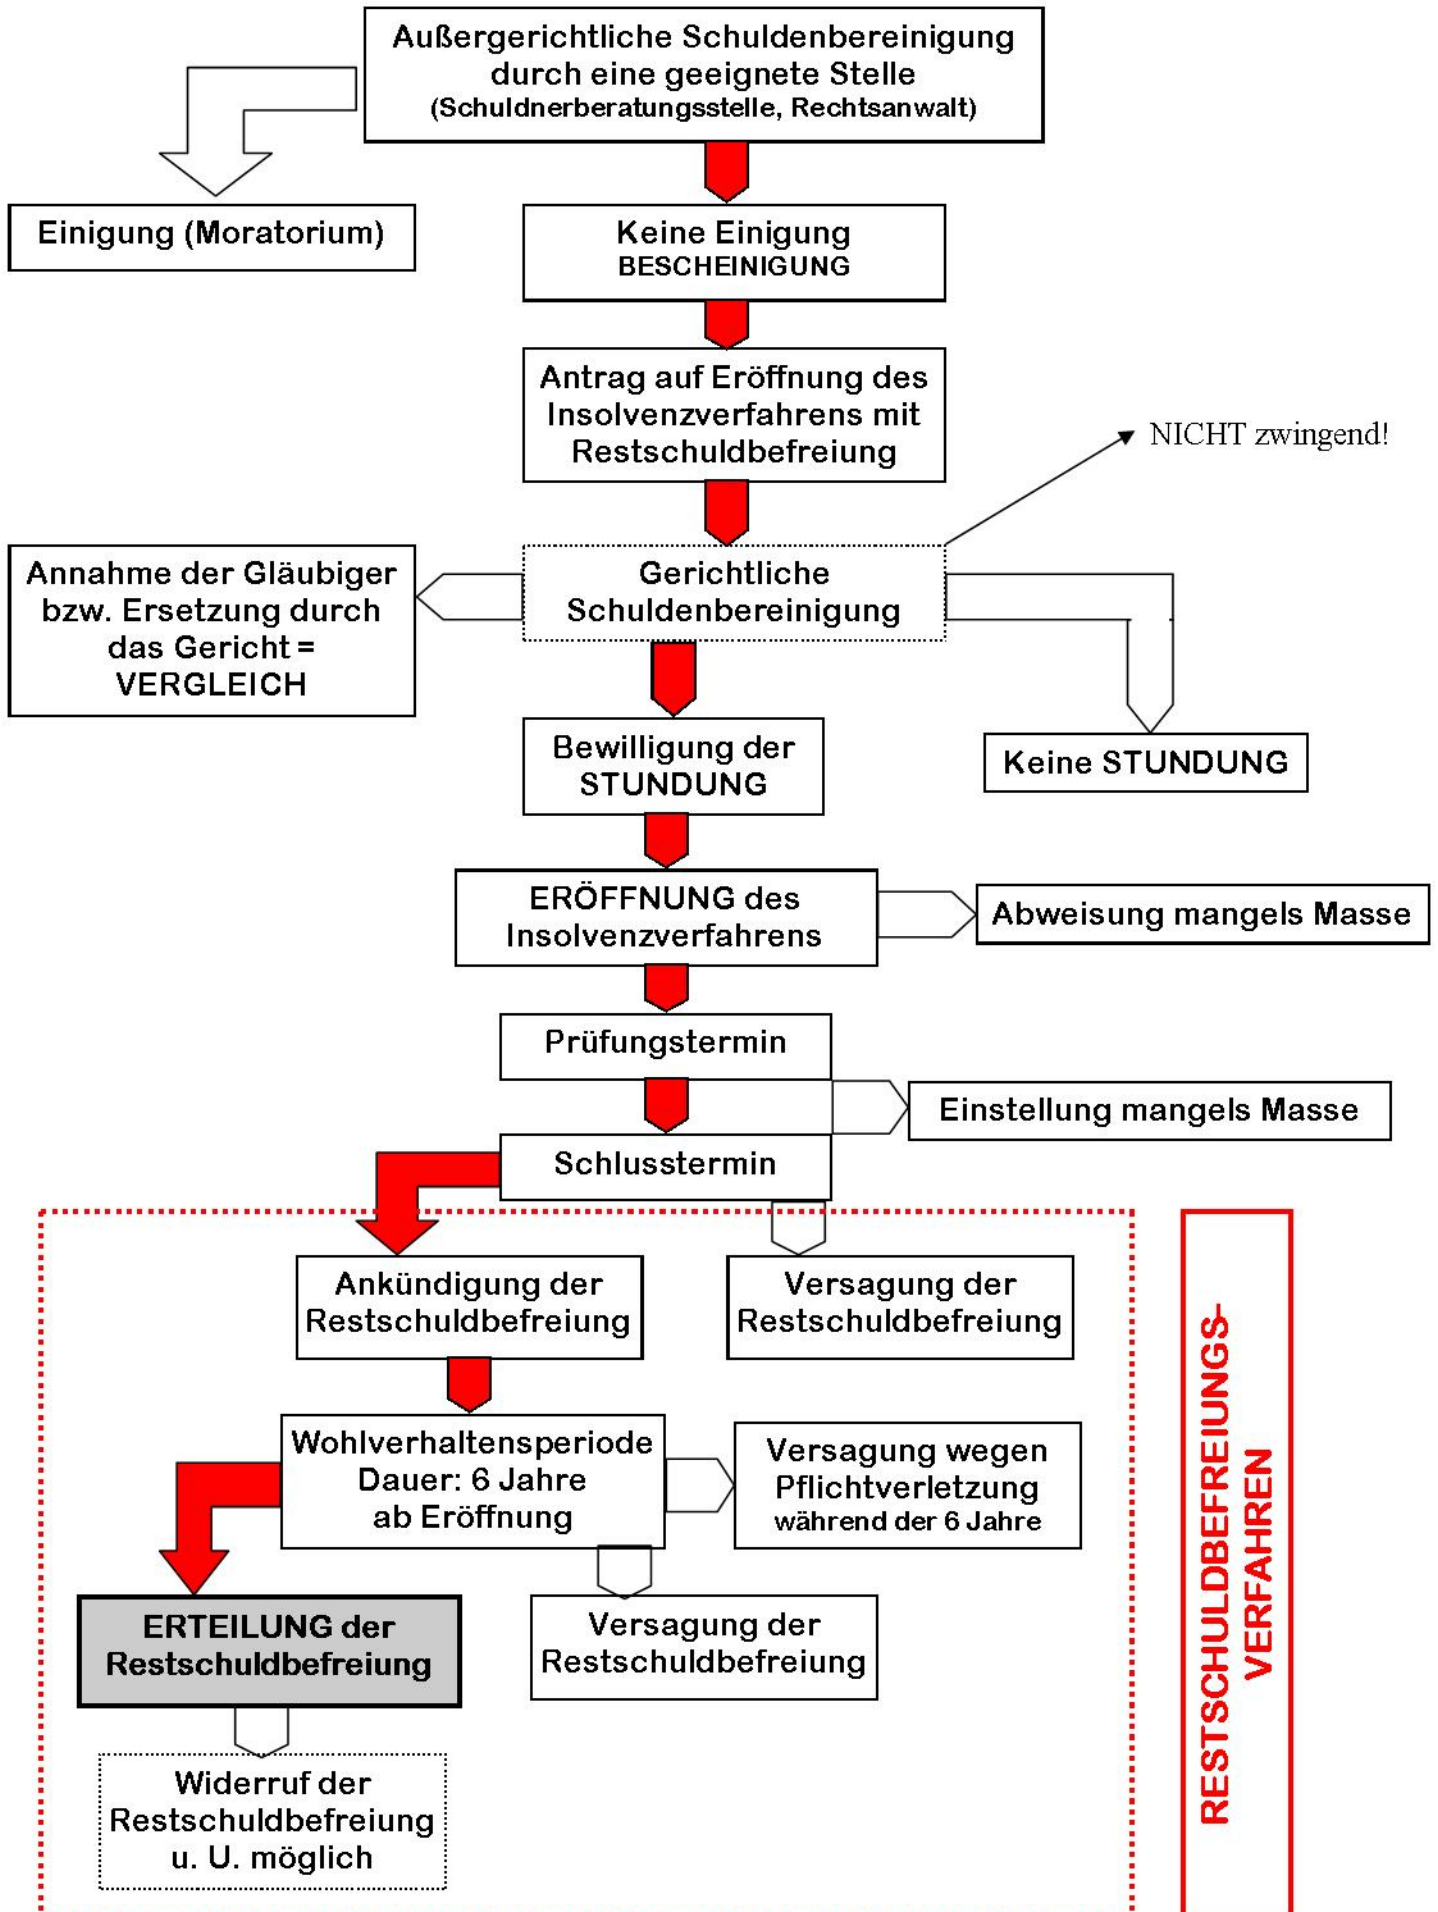 Außergerichtliche Schuldenbereinigung
durch eine geeignete Stelle
(Schuldnerberatungsstelle, Rechtsanwalt)
Einigung (Moratorium)
Keine Einigung
BESCHEINIGUNG
Antrag auf Eröffnung des
Insolvenzverfahrens mit
Restschuldbefreiung
NICHT zwingend!
Annahme der Gläubiger
bzw. Ersetzung durch
das Gericht =
VERGLEICH
Gerichtliche
Schuldenbereinigung
Bewilligung der
STUNDUNG
Keine STUNDUNG
ERÖFFNUNG des
Insolvenzverfahrens
Abweisung mangels Masse
Prüfungstermin
Einstellung mangels Masse
Schlusstermin
Ankündigung der
Restschuldbefreiung
Versagung der
Restschuldbefreiung
Wohlverhaltensperiode
Dauer: 6 Jahre
ab Eröffnung
Versagung wegen
Pflichtverletzung
während der 6 Jahre
ERTEILUNG der
Restschuldbefreiung
Versagung der
Restschuldbefreiung
Widerruf der
Restschuldbefreiung
u. U. möglich
RESTSCHULDBEFREIUNGS-
VERFAHREN